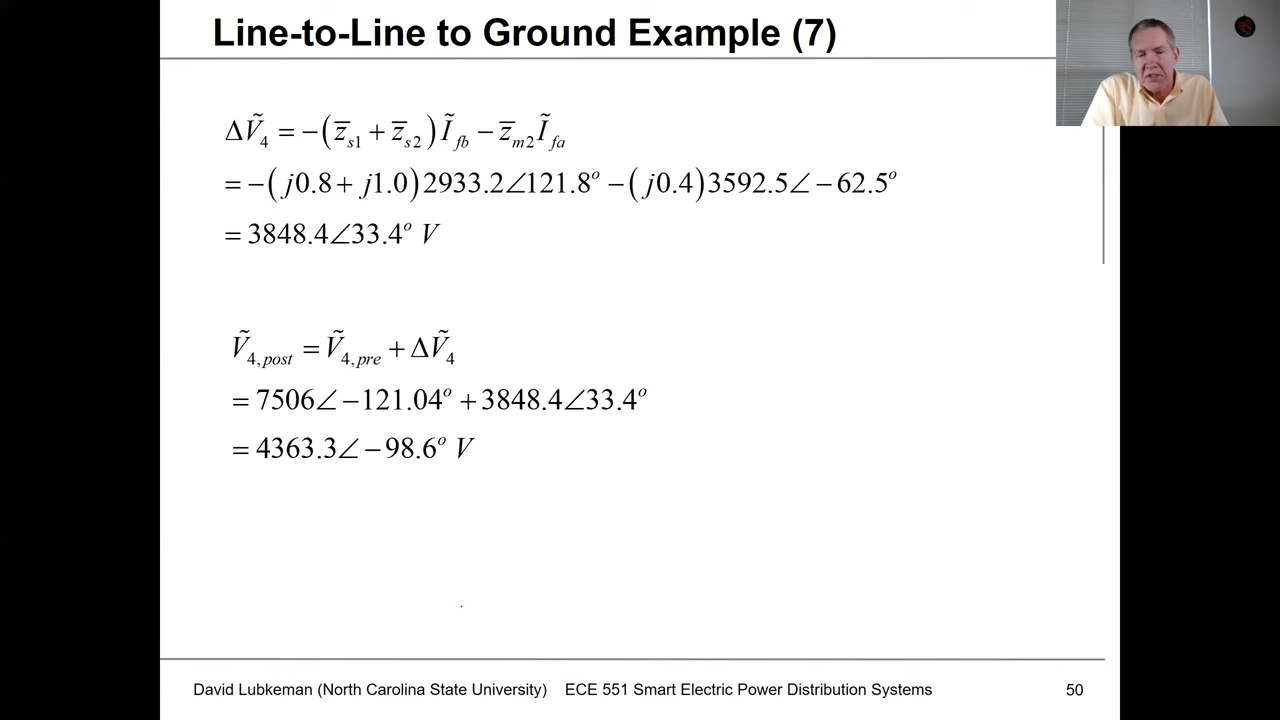 Line-to-Line to Ground Example (7)
ΔṼ₄ = −(z̅ₛ₁ + z̅ₛ₂) Ĩ_fb − z̅ₘ₂ Ĩ_fa
= −(j0.8 + j1.0) 2933.2∠121.8° − (j0.4) 3592.5∠−62.5°
= 3848.4∠33.4° V
Ṽ₄,post = Ṽ₄,pre + ΔṼ₄
= 7506∠−121.04° + 3848.4∠33.4°
= 4363.3∠−98.6° V
David Lubkeman (North Carolina State University) ECE 551 Smart Electric Power Distribution Systems 50